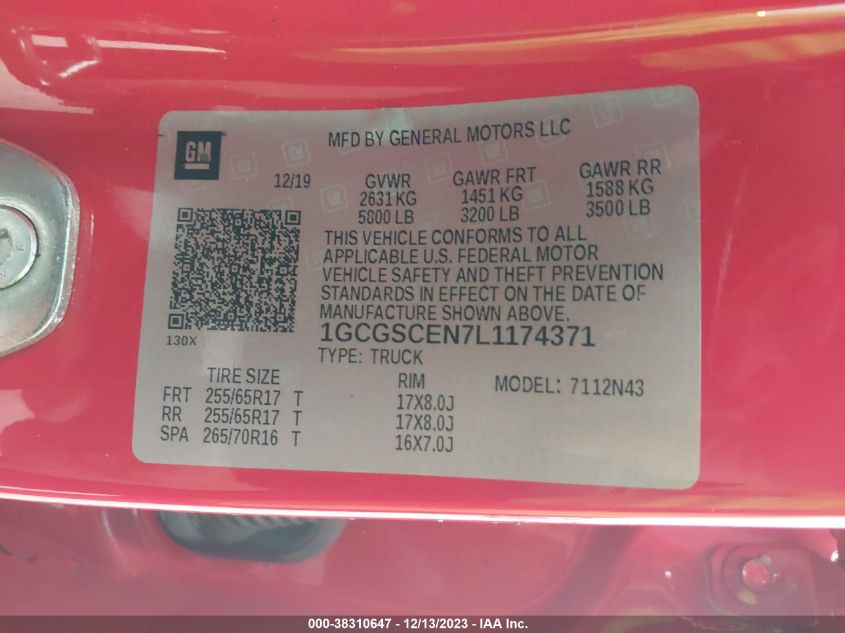 GM
MFD BY GENERAL MOTORS LLC
12/19 GVWR GAWR FRT GAWR RR
2631 KG 1451 KG 1588 KG
5800 LB 3200 LB 3500 LB
THIS VEHICLE CONFORMS TO ALL
APPLICABLE U.S. FEDERAL MOTOR
VEHICLE SAFETY AND THEFT PREVENTION
STANDARDS IN EFFECT ON THE DATE OF
MANUFACTURE SHOWN ABOVE.
130X
1GCGSCEN7L1174371
TYPE: TRUCK
TIRE SIZE RIM MODEL: 7112N43
FRT 255/65R17 T 17X8.0J
RR 255/65R17 T 17X8.0J
SPA 265/70R16 T 16X7.0J
000-38310647 - 12/13/2023 - IAA Inc.